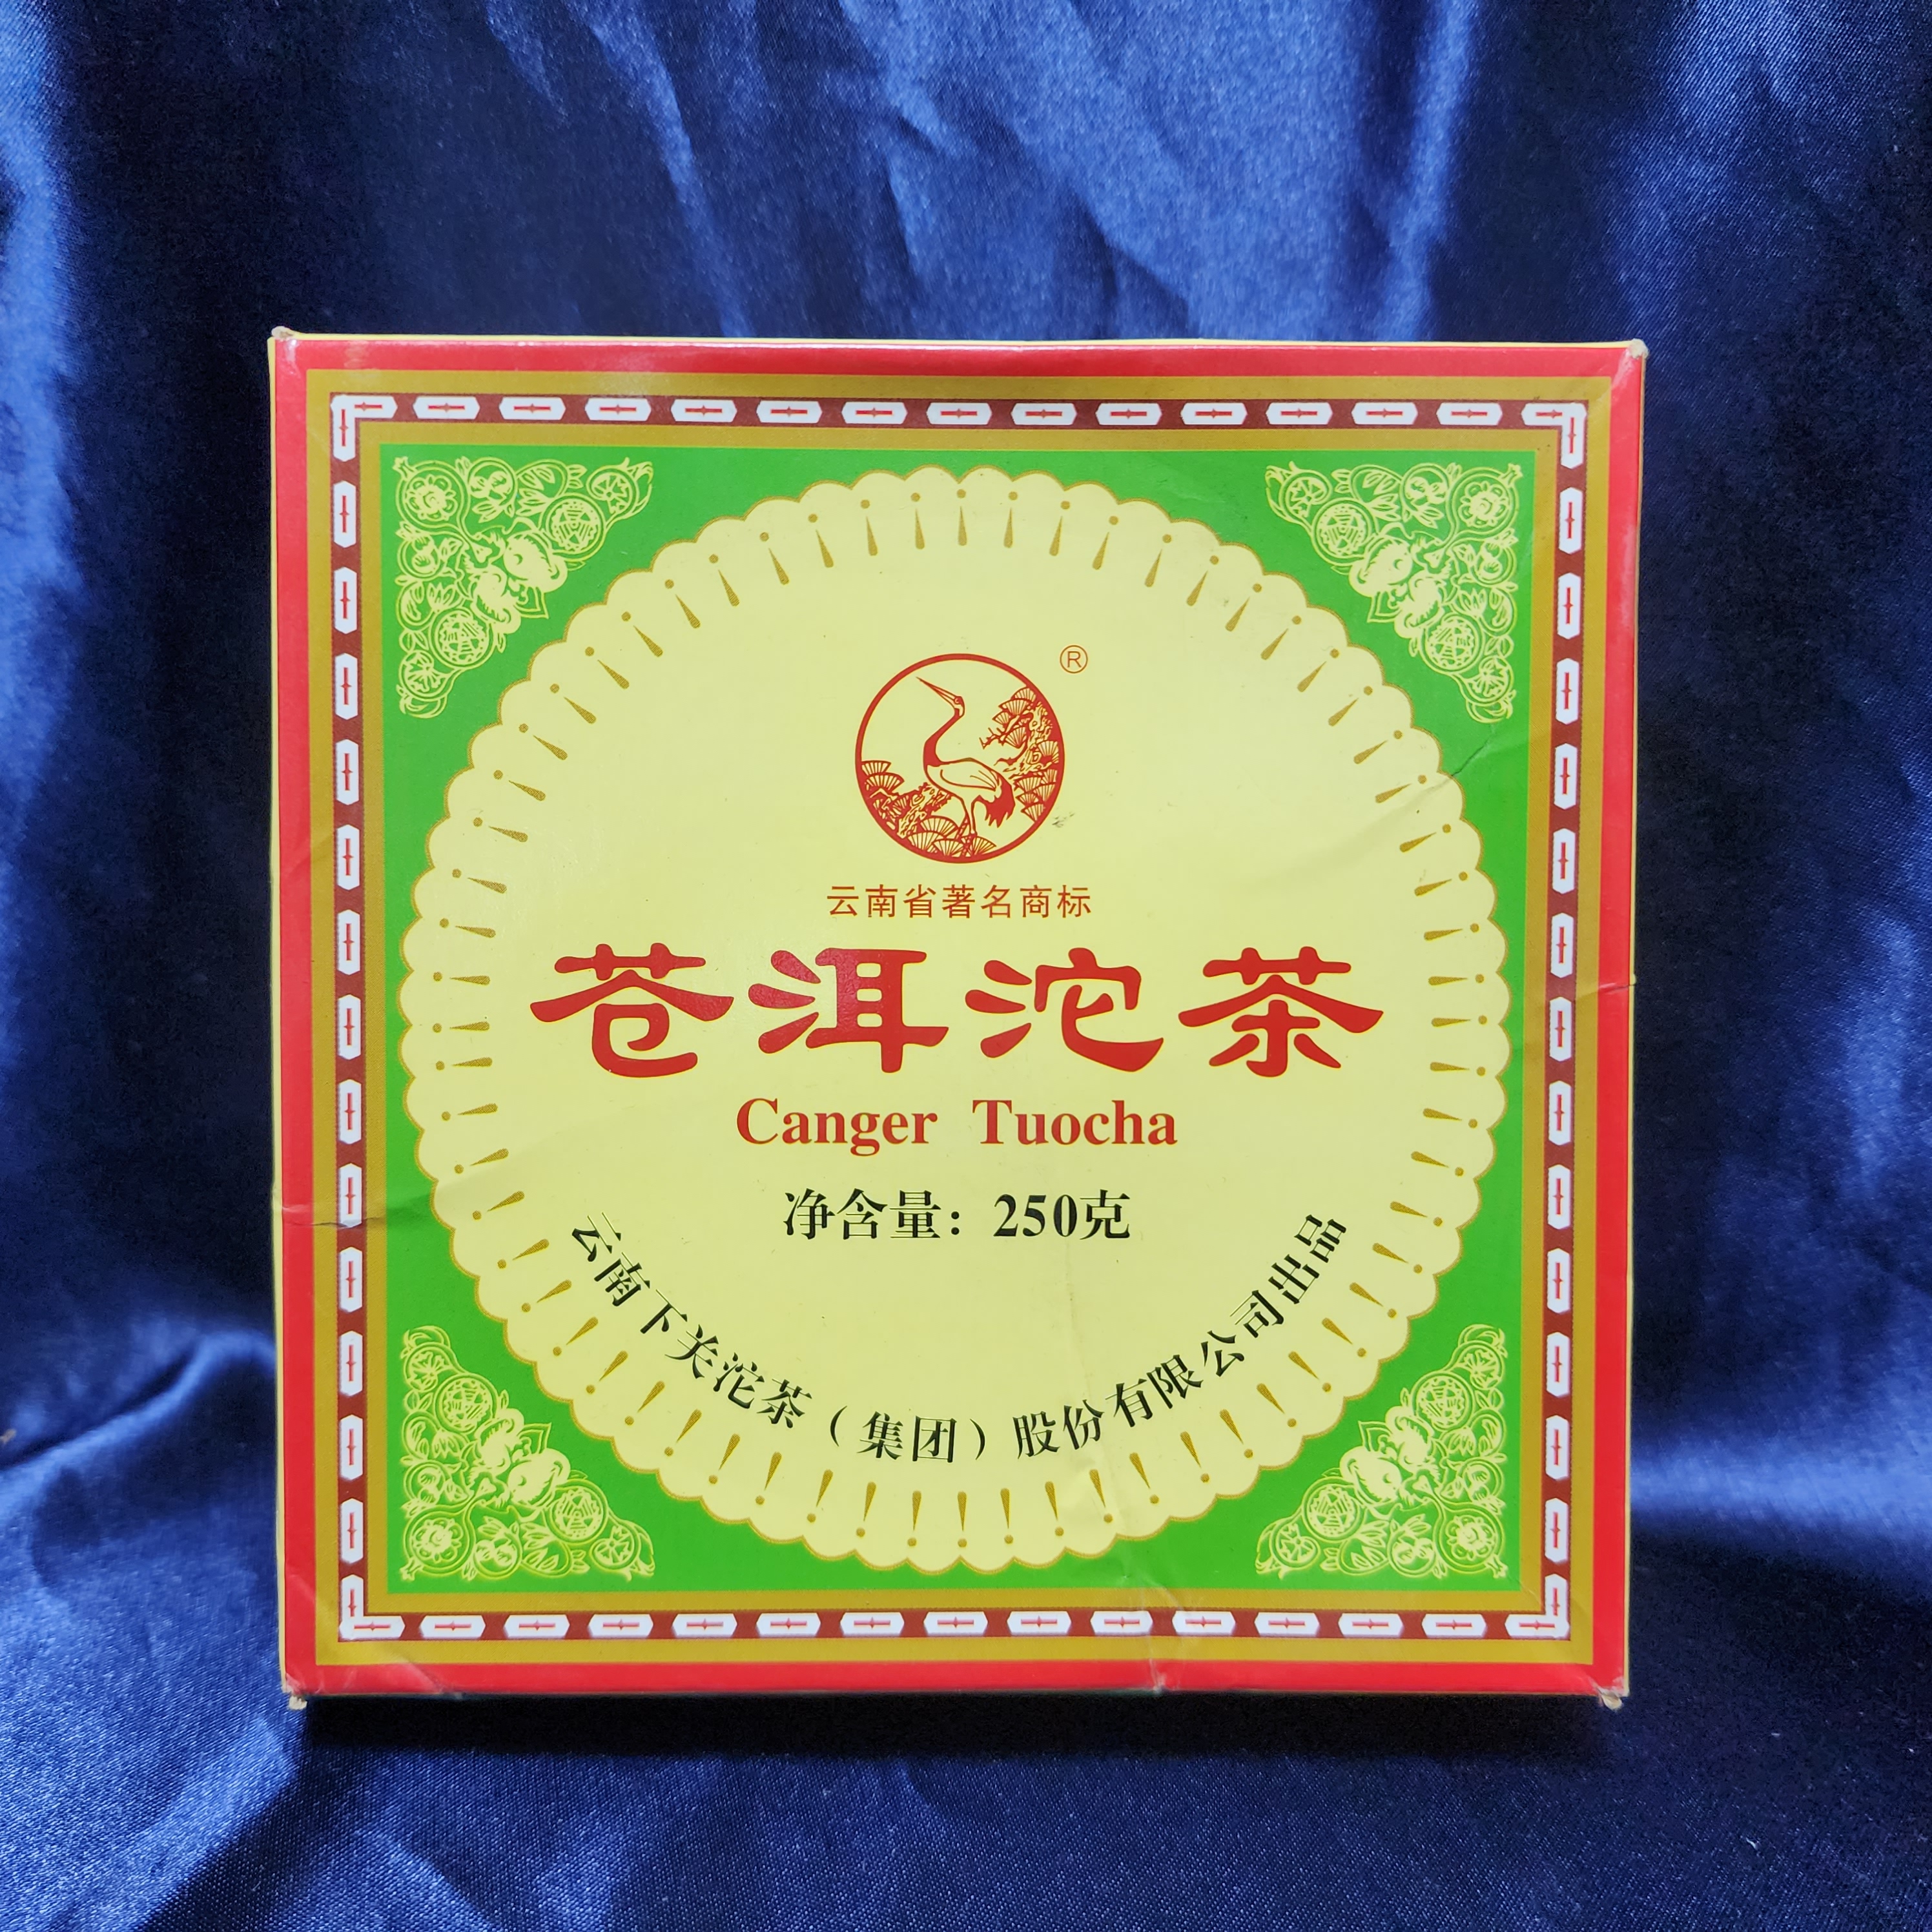 ®
云南省著名商标
苍洱沱茶
Canger Tuocha
净含量：250克
云南下关沱茶（集团）股份有限公司出品